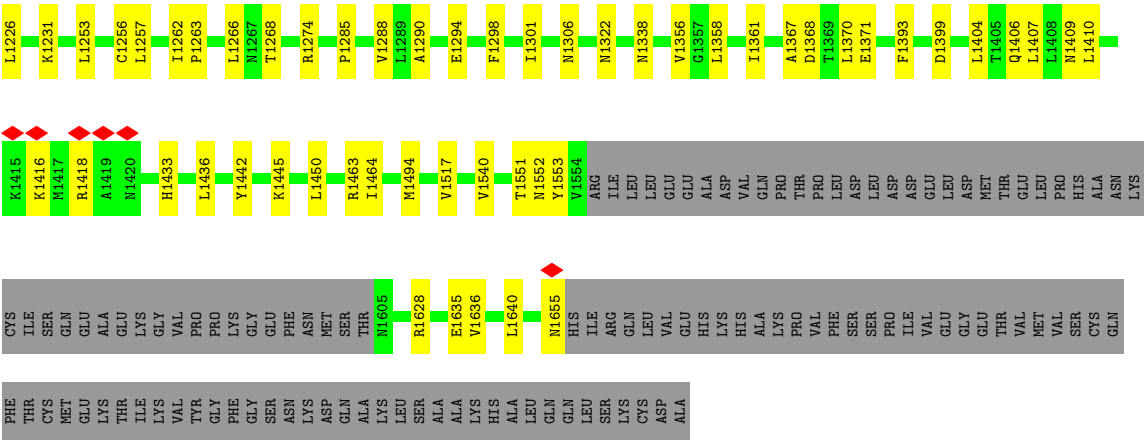 L1226 K1231 L1253 C1256 L1257 I1262 P1263 L1266 N1267 T1268 R1274 P1285 V1288 L1289 A1290 E1294 F1298 I1301 N1306 N1322 N1338 V1356 G1357 L1358 I1361 A1367 D1368 T1369 L1370 E1371 F1393 D1399 L1404 T1405 Q1406 L1407 L1408 N1409 L1410
K1415 K1416 M1417 R1418 A1419 N1420 H1433 L1436 Y1442 K1445 L1450 R1463 I1464 M1494 V1517 V1540 T1551 N1552 Y1553 V1554 ARG ILE LEU LEU GLU GLU ALA ASP VAL GLN PRO THR PRO LEU ASP LEU ASP ASP GLU LEU ASP MET THR GLU LEU PRO HIS ALA ASN LYS
CYS ILE SER GLN GLU ALA GLU LYS GLY VAL PRO PRO LYS GLY GLU PHE ASN MET SER THR N1605 R1628 E1635 V1636 L1640 N1655 HIS ILE ARG GLN LEU VAL GLU HIS LYS HIS ALA LYS PRO VAL PHE SER SER PRO ILE VAL GLU GLY GLU THR VAL MET VAL SER CYS GLN
PHE THR CYS MET GLU LYS THR ILE LYS VAL TYR GLY PHE GLY SER ASN LYS ASP GLN ALA LYS LEU SER ALA ALA LYS HIS ALA LEU GLN GLN LEU SER LYS CYS ASP ALA